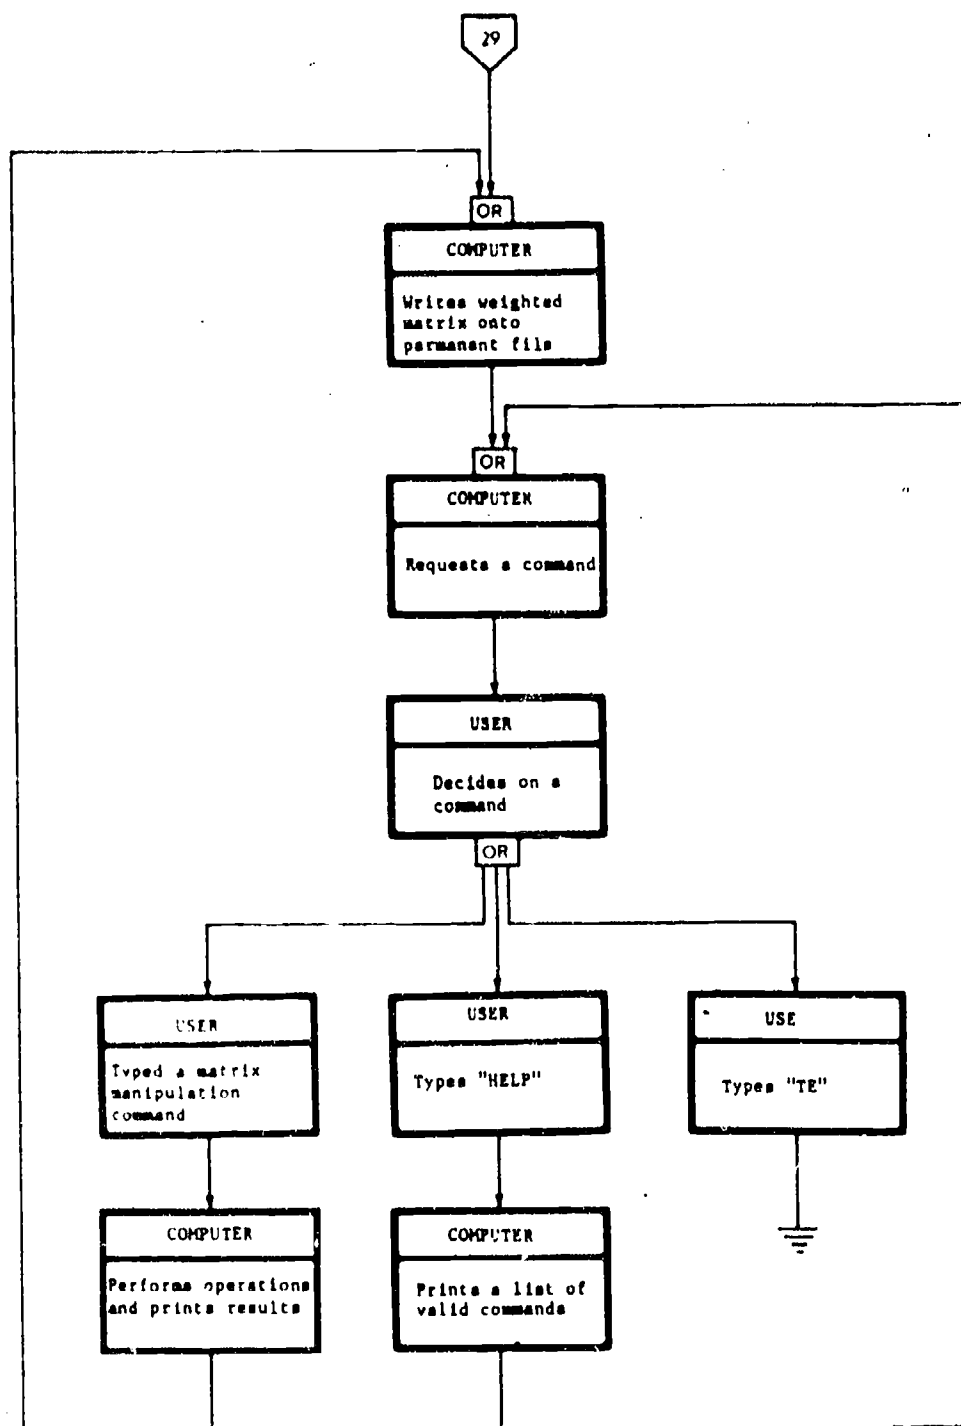 29
OR
COMPUTER
Writes weighted
matrix onto
permanant file
OR
COMPUTER
Requests a command
USER
Decides on a
command
OR
USER
Typed a matrix
manipulation
command
USER
Types "HELP"
USE
Types "TE"
COMPUTER
Performs operations
and prints results
COMPUTER
Prints a list of
valid commands